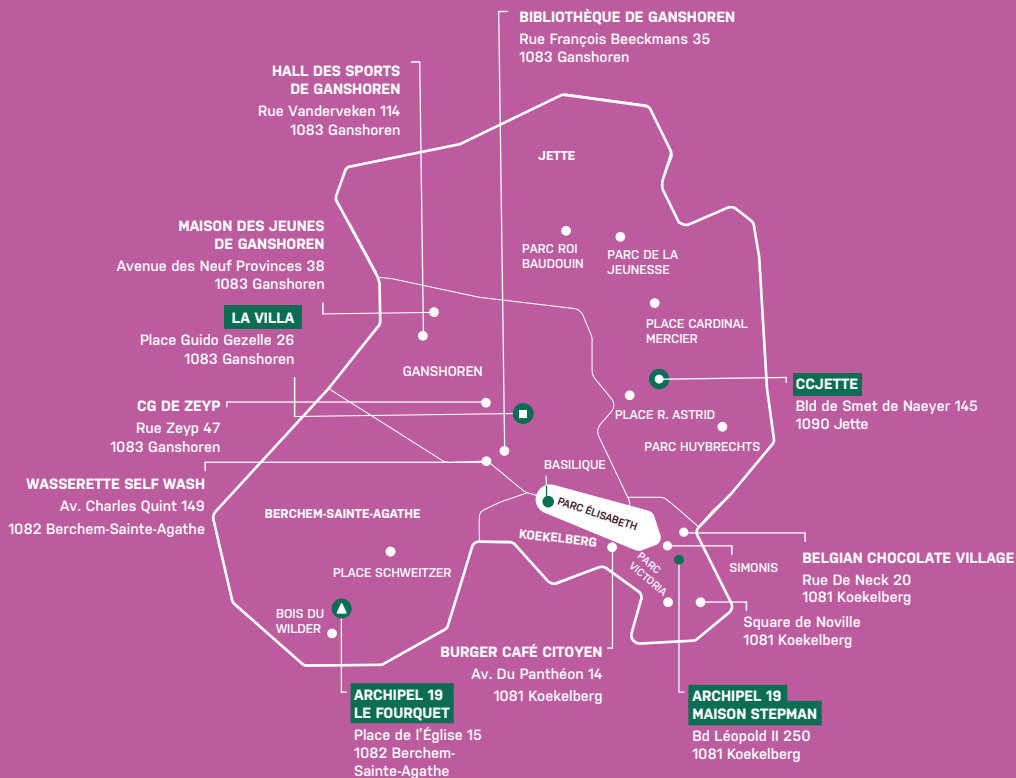 BIBLIOTHÈQUE DE GANSHOREN
Rue François Beeckmans 35
1083 Ganshoren
HALL DES SPORTS
DE GANSHOREN
Rue Vanderveken 114
1083 Ganshoren
JETTE
MAISON DES JEUNES
DE GANSHOREN
Avenue des Neuf Provinces 38
1083 Ganshoren
PARC ROI
BAUDOUIN
PARC DE LA
JEUNESSE
LA VILLA
Place Guido Gezelle 26
1083 Ganshoren
PLACE CARDINAL
MERCIER
GANSHOREN
CCJETTE
Bld de Smet de Naeyer 145
1090 Jette
CG DE ZEYP
Rue Zeyp 47
1083 Ganshoren
PLACE R. ASTRID
PARC HUYBRECHTS
BASILIQUE
WASSERETTE SELF WASH
Av. Charles Quint 149
1082 Berchem-Sainte-Agathe
PARC ÉLISABETH
BERCHEM-SAINTE-AGATHE
KOEKELBERG
PARC
VICTORIA
SIMONIS
BELGIAN CHOCOLATE VILLAGE
Rue De Neck 20
1081 Koekelberg
PLACE SCHWEITZER
BOIS DU
WILDER
Square de Noville
1081 Koekelberg
BURGER CAFÉ CITOYEN
Av. Du Panthéon 14
1081 Koekelberg
ARCHIPEL 19
LE FOURQUET
Place de l'Église 15
1082 Berchem-
Sainte-Agathe
ARCHIPEL 19
MAISON STEPMAN
Bd Léopold II 250
1081 Koekelberg